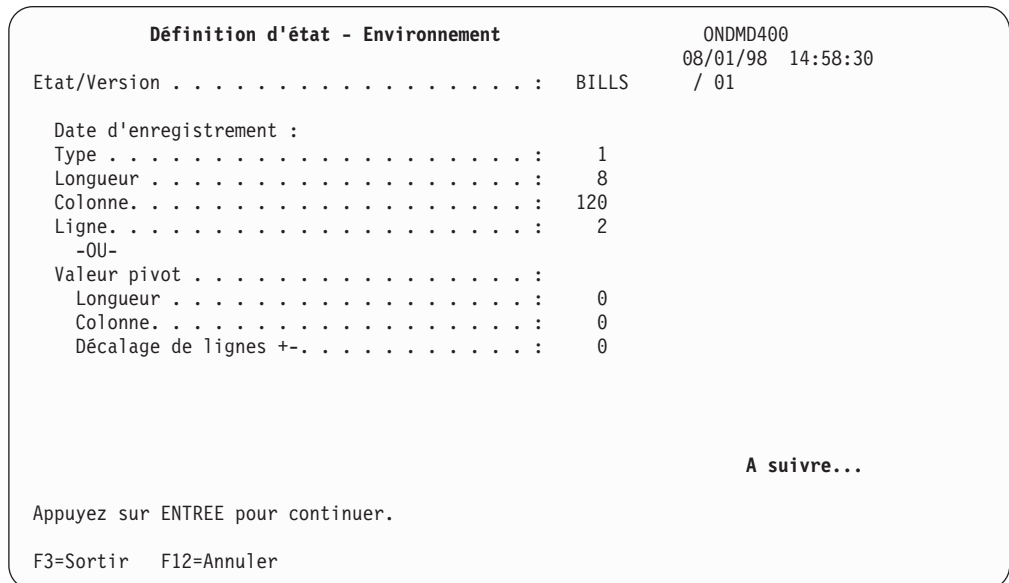 Définition d'état - Environnement ONDMD400
08/01/98 14:58:30
Etat/Version . . . . . . . . . . . . . . . . . : BILLS / 01
Date d'enregistrement :
Type . . . . . . . . . . . . . . . . . . . . : 1
Longueur . . . . . . . . . . . . . . . . . . : 8
Colonne. . . . . . . . . . . . . . . . . . . : 120
Ligne. . . . . . . . . . . . . . . . . . . . : 2
-OU-
Valeur pivot . . . . . . . . . . . . . . . . :
Longueur . . . . . . . . . . . . . . . . . : 0
Colonne. . . . . . . . . . . . . . . . . . : 0
Décalage de lignes +-. . . . . . . . . . . : 0
A suivre...
Appuyez sur ENTREE pour continuer.
F3=Sortir F12=Annuler